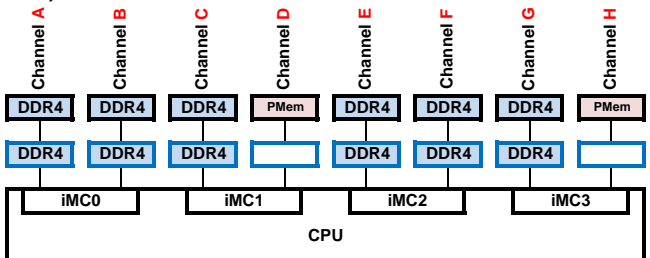 Channel A Channel B Channel C Channel D Channel E Channel F Channel G Channel H
DDR4 DDR4 DDR4 PMem DDR4 DDR4 DDR4 PMem
DDR4 DDR4 DDR4 DDR4 DDR4 DDR4
iMC0 iMC1 iMC2 iMC3
CPU